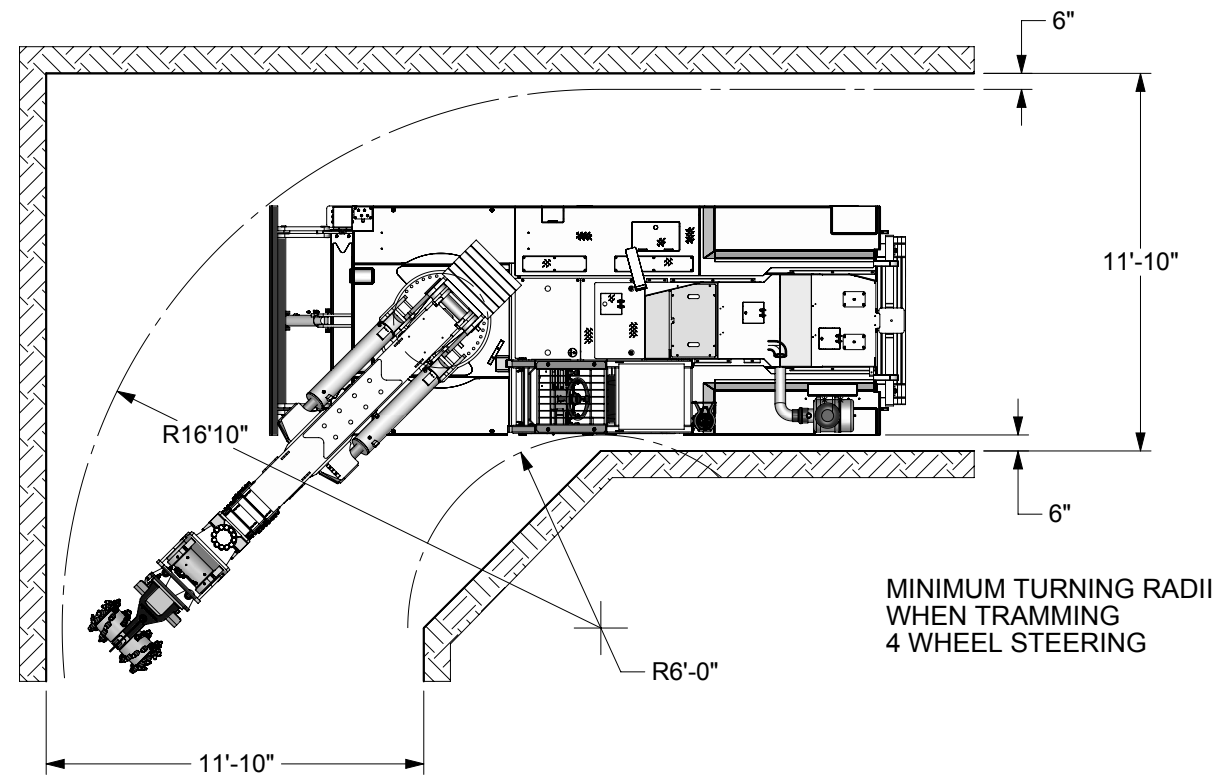 6"
11'-10"
R16'10"
6"
MINIMUM TURNING RADII
WHEN TRAMMING
4 WHEEL STEERING
R6'-0"
11'-10"